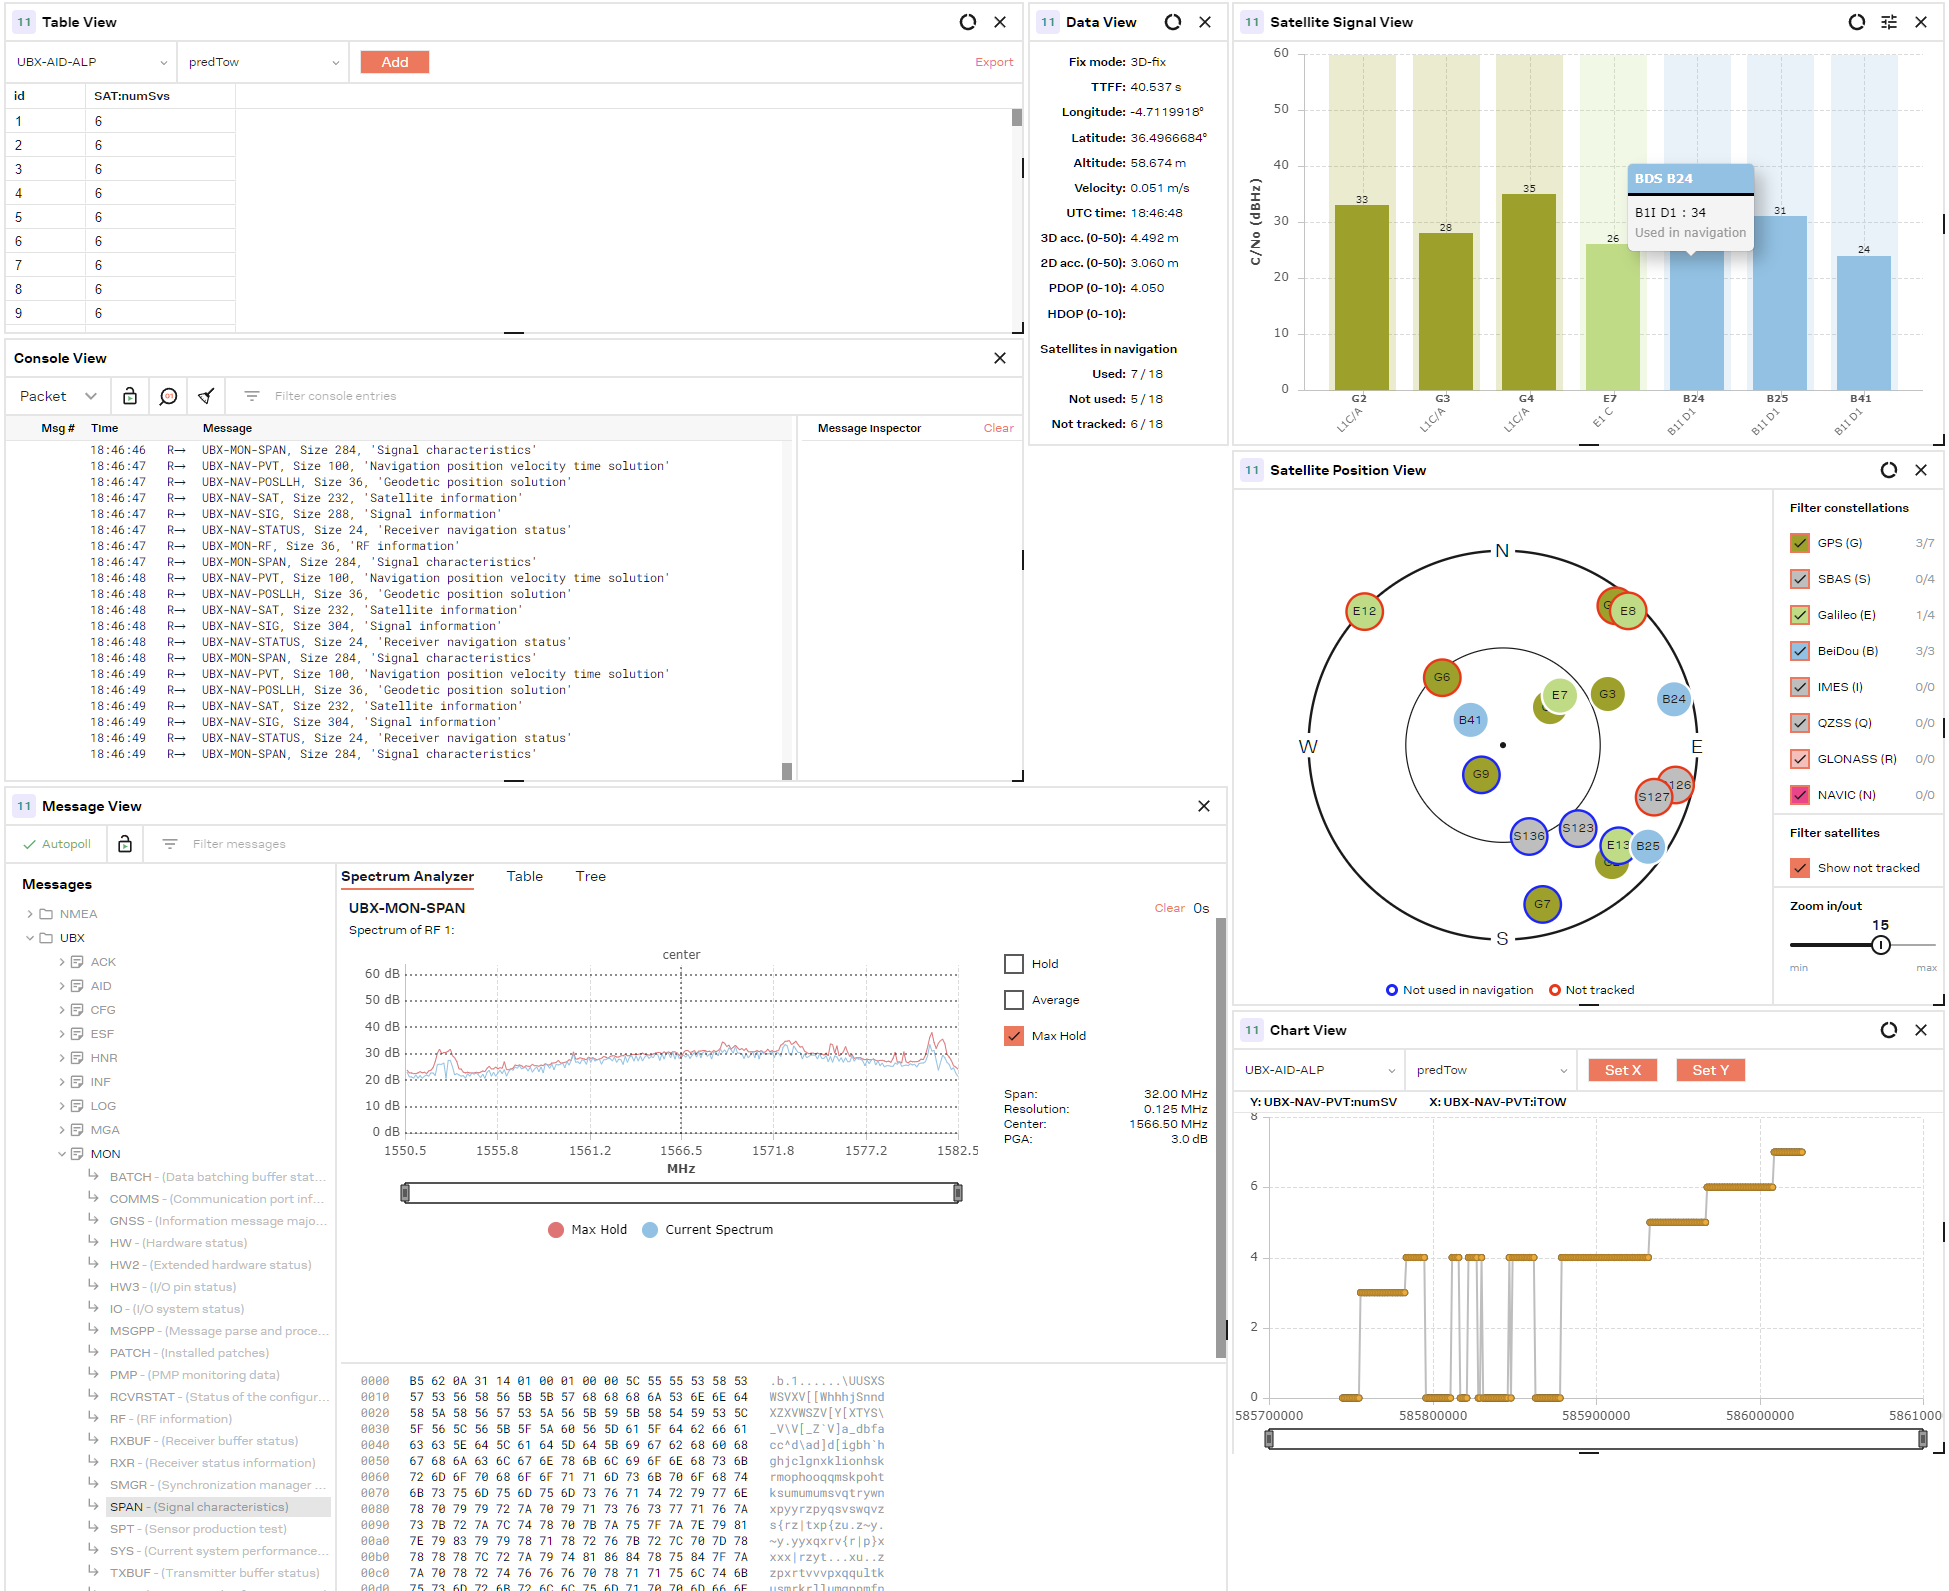 11 Table View
UBX-AID-ALP predTow Add Export
id SAT:numSvs
1 6
2 6
3 6
4 6
5 6
6 6
7 6
8 6
9 6
Console View
Packet Filter console entries
Msg # Time Message
18:46:46 R→ UBX-MON-SPAN, Size 284, 'Signal characteristics'
18:46:47 R→ UBX-NAV-PVT, Size 100, 'Navigation position velocity time solution'
18:46:47 R→ UBX-NAV-POSLLH, Size 36, 'Geodetic position solution'
18:46:47 R→ UBX-NAV-SAT, Size 232, 'Satellite information'
18:46:47 R→ UBX-NAV-SIG, Size 288, 'Signal information'
18:46:47 R→ UBX-NAV-STATUS, Size 24, 'Receiver navigation status'
18:46:47 R→ UBX-MON-RF, Size 36, 'RF information'
18:46:47 R→ UBX-MON-SPAN, Size 284, 'Signal characteristics'
18:46:48 R→ UBX-NAV-PVT, Size 100, 'Navigation position velocity time solution'
18:46:48 R→ UBX-NAV-POSLLH, Size 36, 'Geodetic position solution'
18:46:48 R→ UBX-NAV-SAT, Size 232, 'Satellite information'
18:46:48 R→ UBX-NAV-SIG, Size 304, 'Signal information'
18:46:48 R→ UBX-NAV-STATUS, Size 24, 'Receiver navigation status'
18:46:48 R→ UBX-MON-SPAN, Size 284, 'Signal characteristics'
18:46:49 R→ UBX-NAV-PVT, Size 100, 'Navigation position velocity time solution'
18:46:49 R→ UBX-NAV-POSLLH, Size 36, 'Geodetic position solution'
18:46:49 R→ UBX-NAV-SAT, Size 232, 'Satellite information'
18:46:49 R→ UBX-NAV-SIG, Size 304, 'Signal information'
18:46:49 R→ UBX-NAV-STATUS, Size 24, 'Receiver navigation status'
18:46:49 R→ UBX-MON-SPAN, Size 284, 'Signal characteristics'
Message Inspector Clear
11 Data View
Fix mode: 3D-fix
TTFF: 40.537 s
Longitude: -4.7119918°
Latitude: 36.4966684°
Altitude: 58.674 m
Velocity: 0.051 m/s
UTC time: 18:46:48
3D acc. (0-50): 4.492 m
2D acc. (0-50): 3.060 m
PDOP (0-10): 4.050
HDOP (0-10):
Satellites in navigation
Used: 7 / 18
Not used: 5 / 18
Not tracked: 6 / 18
11 Satellite Signal View
C/No (dBHz)
60
50
40
30
20
10
0
33 28 35 26 31 24
BDS B24
B1I D1 : 34
Used in navigation
G2 G3 G4 E7 B24 B25 B41
L1C/A L1C/A L1C/A E1 C B1I D1 B1I D1 B1I D1
11 Satellite Position View
N
E12 E8
G6
E7 G3 B24
B41
W E
G9
126
S127
S136 S123
E13 B25
G7
S
Not used in navigation Not tracked
Filter constellations
GPS (G) 3/7
SBAS (S) 0/4
Galileo (E) 1/4
BeiDou (B) 3/3
IMES (I) 0/0
QZSS (Q) 0/0
GLONASS (R) 0/0
NAVIC (N) 0/0
Filter satellites
Show not tracked
Zoom in/out
15
min max
11 Message View
Autopoll Filter messages
Messages
NMEA
UBX
ACK
AID
CFG
ESF
HNR
INF
LOG
MGA
MON
BATCH - (Data batching buffer stat...
COMMS - (Communication port inf...
GNSS - (Information message majo...
HW - (Hardware status)
HW2 - (Extended hardware status)
HW3 - (I/O pin status)
IO - (I/O system status)
MSGPP - (Message parse and proce...
PATCH - (Installed patches)
PMP - (PMP monitoring data)
RCVRSTAT - (Status of the configur...
RF - (RF information)
RXBUF - (Receiver buffer status)
RXR - (Receiver status information)
SMGR - (Synchronization manager ...
SPAN - (Signal characteristics)
SPT - (Sensor production test)
SYS - (Current system performance...
TXBUF - (Transmitter buffer status)
Spectrum Analyzer Table Tree
UBX-MON-SPAN Clear 0s
Spectrum of RF 1:
center
60 dB
50 dB
40 dB
30 dB
20 dB
10 dB
0 dB
1550.5 1555.8 1561.2 1566.5 1571.8 1577.2 1582.5
MHz
Max Hold Current Spectrum
Hold
Average
Max Hold
Span: 32.00 MHz
Resolution: 0.125 MHz
Center: 1566.50 MHz
PGA: 3.0 dB
0000 B5 62 0A 31 14 01 00 01 00 00 5C 55 55 53 58 53 .b.1......\UUSXS
0010 57 53 56 58 56 5B 5B 57 68 68 68 6A 53 6E 6E 64 WSVXV[[WhhhjSnnd
0020 58 5A 58 56 57 53 5A 56 5B 59 5B 58 54 59 53 5C XZXVWSZV[Y[XTYS\
0030 5F 56 5C 56 5B 5F 5A 60 56 5D 61 5F 64 62 66 61 _V\V[_Z`V]a_dbfa
0040 63 63 5E 64 5C 61 64 5D 64 5B 69 67 62 68 60 68 cc^d\ad]d[igbh`h
0050 67 68 6A 63 6C 67 6E 78 6B 6C 69 6F 6E 68 73 6B ghjclgnxklionhsk
0060 72 6D 6F 70 68 6F 6F 71 71 6D 73 6B 70 6F 68 74 rmophooqqmskpoht
0070 6B 73 75 6D 75 6D 75 6D 73 76 71 74 72 79 77 6E ksumumumsvqtrywn
0080 78 70 79 79 72 7A 70 79 71 73 76 73 77 71 76 7A xpyyrzpyqsvswqvz
0090 73 7B 72 7A 7C 74 78 70 7B 7A 75 7F 7A 7E 79 81 s{rz|txp{zu.z~y.
00a0 7E 79 83 79 79 78 71 78 72 76 7B 72 7C 70 7D 78 ~y.yyxqxrv{r|p}x
00b0 78 78 78 7C 72 7A 79 74 81 86 84 78 75 84 7F 7A xxx|rzyt...xu..z
00c0 7A 70 78 72 74 76 76 76 70 78 71 71 75 6C 74 6B zpxrtvvvpxqqultk
00d0 75 73 6D 72 6B 72 6C 6C 75 6D 71 70 70 6D 66 6E usmrkrllumqppmfn
11 Chart View
UBX-AID-ALP predTow Set X Set Y
Y: UBX-NAV-PVT:numSV X: UBX-NAV-PVT:iTOW
8
6
4
2
0
585700000 585800000 585900000 586000000 5861000